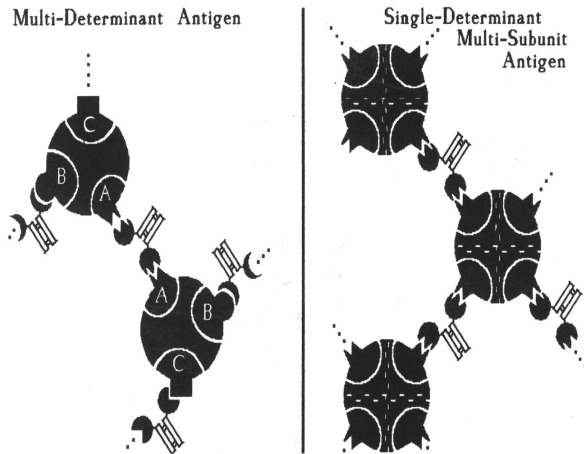 Multi-Determinant Antigen
C
B
A
A
B
C
Single-Determinant
Multi-Subunit
Antigen